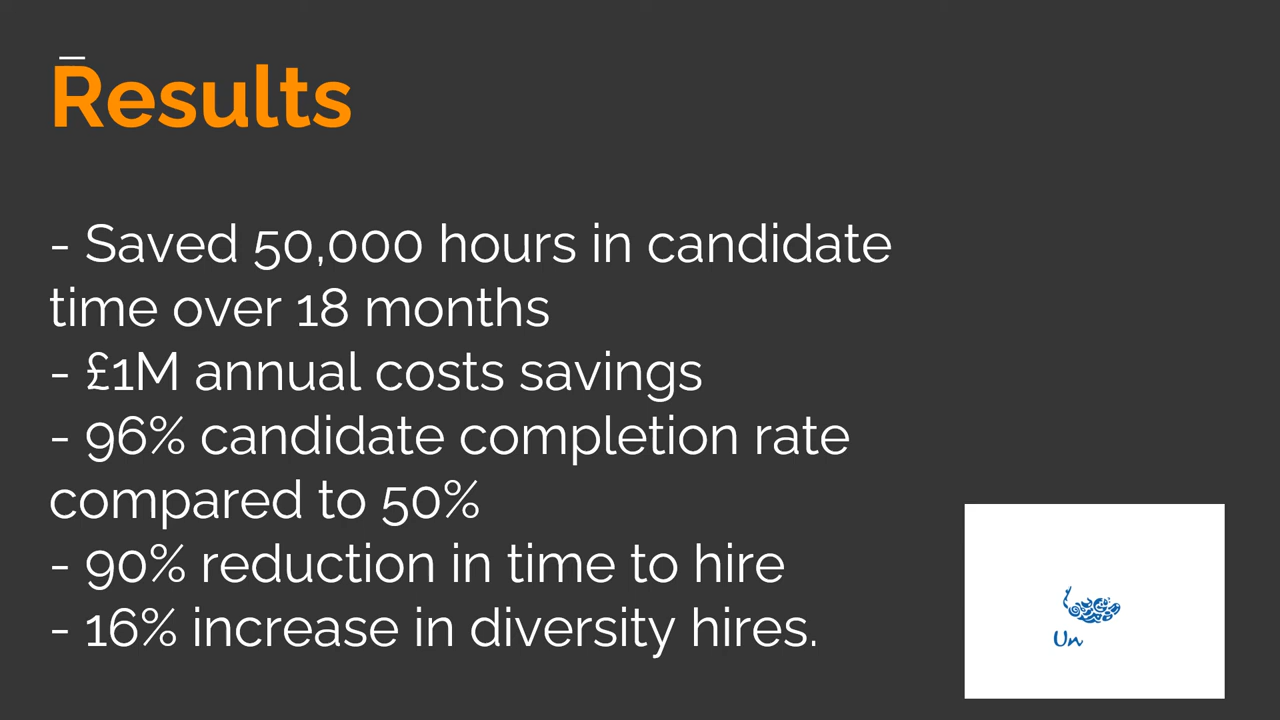 Results
- Saved 50,000 hours in candidate
time over 18 months
- £1M annual costs savings
- 96% candidate completion rate
compared to 50%
- 90% reduction in time to hire
- 16% increase in diversity hires.
Un